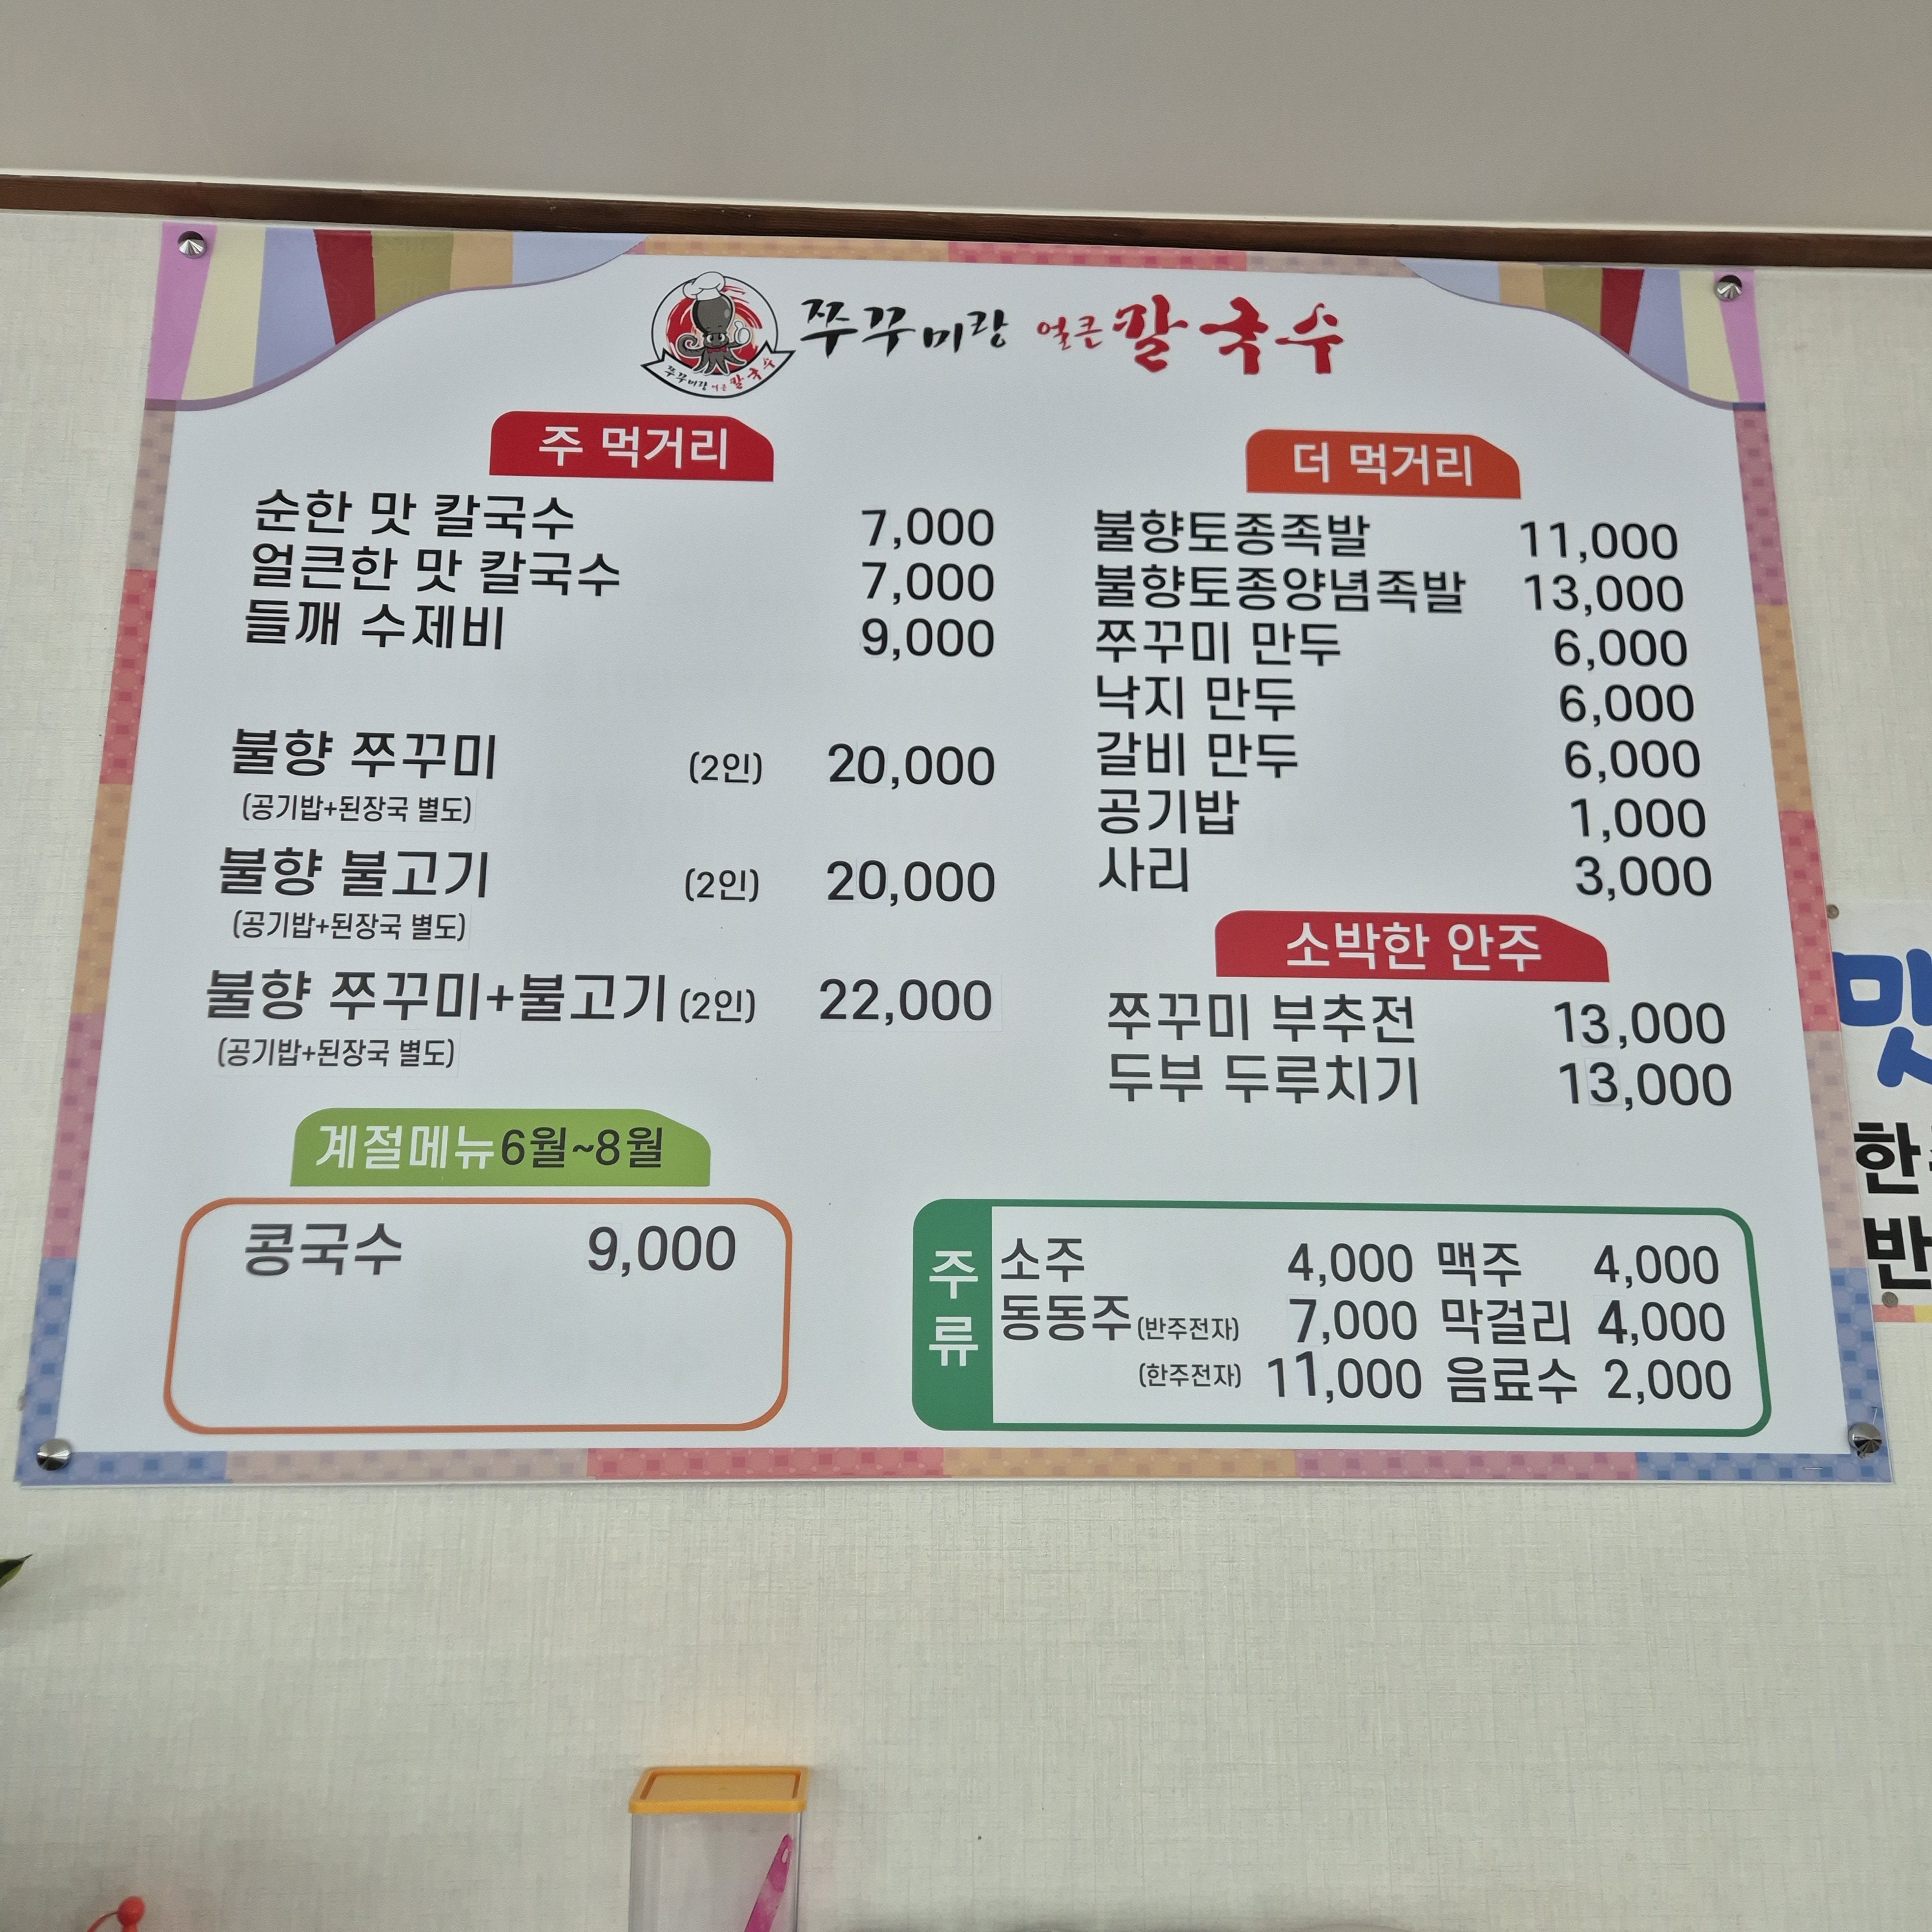 쭈꾸미랑 얼큰 칼국수
쭈꾸미랑 얼큰 칼국수
주 먹거리
순한 맛 칼국수 7,000
얼큰한 맛 칼국수 7,000
들깨 수제비 9,000
불향 쭈꾸미 (2인) 20,000
(공기밥+된장국 별도)
불향 불고기 (2인) 20,000
(공기밥+된장국 별도)
불향 쭈꾸미+불고기 (2인) 22,000
(공기밥+된장국 별도)
계절메뉴 6월~8월
콩국수 9,000
더 먹거리
불향토종족발 11,000
불향토종양념족발 13,000
쭈꾸미 만두 6,000
낙지 만두 6,000
갈비 만두 6,000
공기밥 1,000
사리 3,000
소박한 안주
쭈꾸미 부추전 13,000
두부 두루치기 13,000
주류
소주 4,000 맥주 4,000
동동주 (반주전자) 7,000 막걸리 4,000
(한주전자) 11,000 음료수 2,000